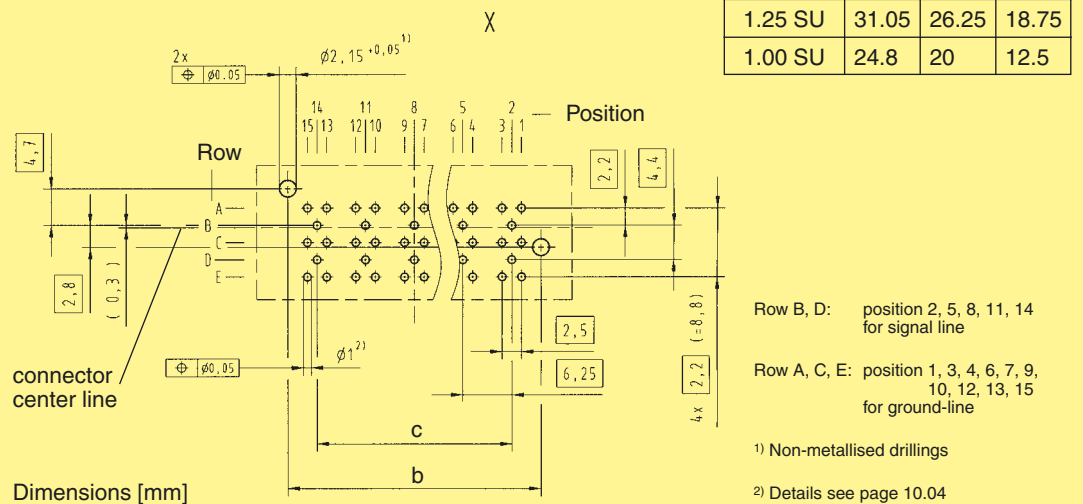 1.25 SU 31.05 26.25 18.75
1.00 SU 24.8 20 12.5
X
2x
⌖ ø0.05
ø2,15 +0,05 1)
14 11 8 5 2 Position
15 13 12 10 9 7 6 4 3 1
4,7
Row
2,2
4,4
A
B
C
D
E
2,8
( 0,3 )
connector
center line
⌖ ø0,05
ø1 2)
2,5
6,25
4x 2,2 (=8,8)
c
b
Row B, D: position 2, 5, 8, 11, 14
for signal line
Row A, C, E: position 1, 3, 4, 6, 7, 9,
10, 12, 13, 15
for ground-line
1) Non-metallised drillings
2) Details see page 10.04
Dimensions [mm]